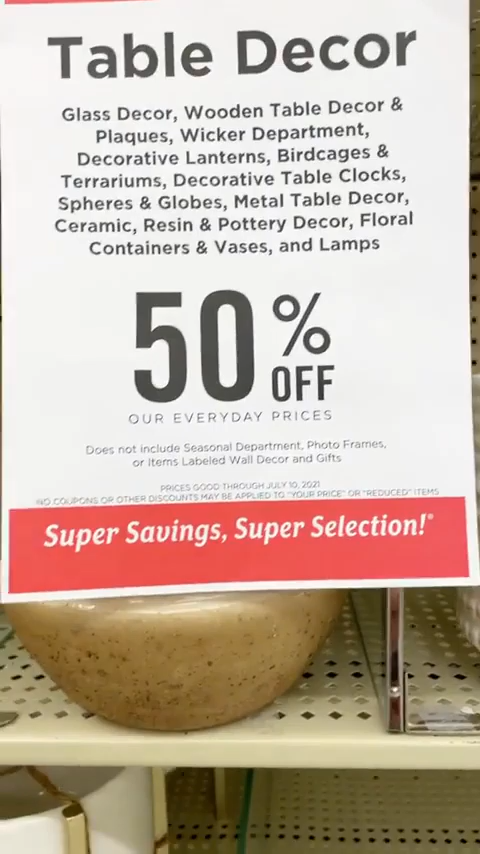 Table Decor
Glass Decor, Wooden Table Decor &
Plaques, Wicker Department,
Decorative Lanterns, Birdcages &
Terrariums, Decorative Table Clocks,
Spheres & Globes, Metal Table Decor,
Ceramic, Resin & Pottery Decor, Floral
Containers & Vases, and Lamps
50%
OFF
OUR EVERYDAY PRICES
Does not include Seasonal Department, Photo Frames,
or Items Labeled Wall Decor and Gifts
PRICES GOOD THROUGH JULY 10, 2021
NO COUPONS OR OTHER DISCOUNTS MAY BE APPLIED TO "YOUR PRICE" OR "REDUCED" ITEMS
Super Savings, Super Selection!®